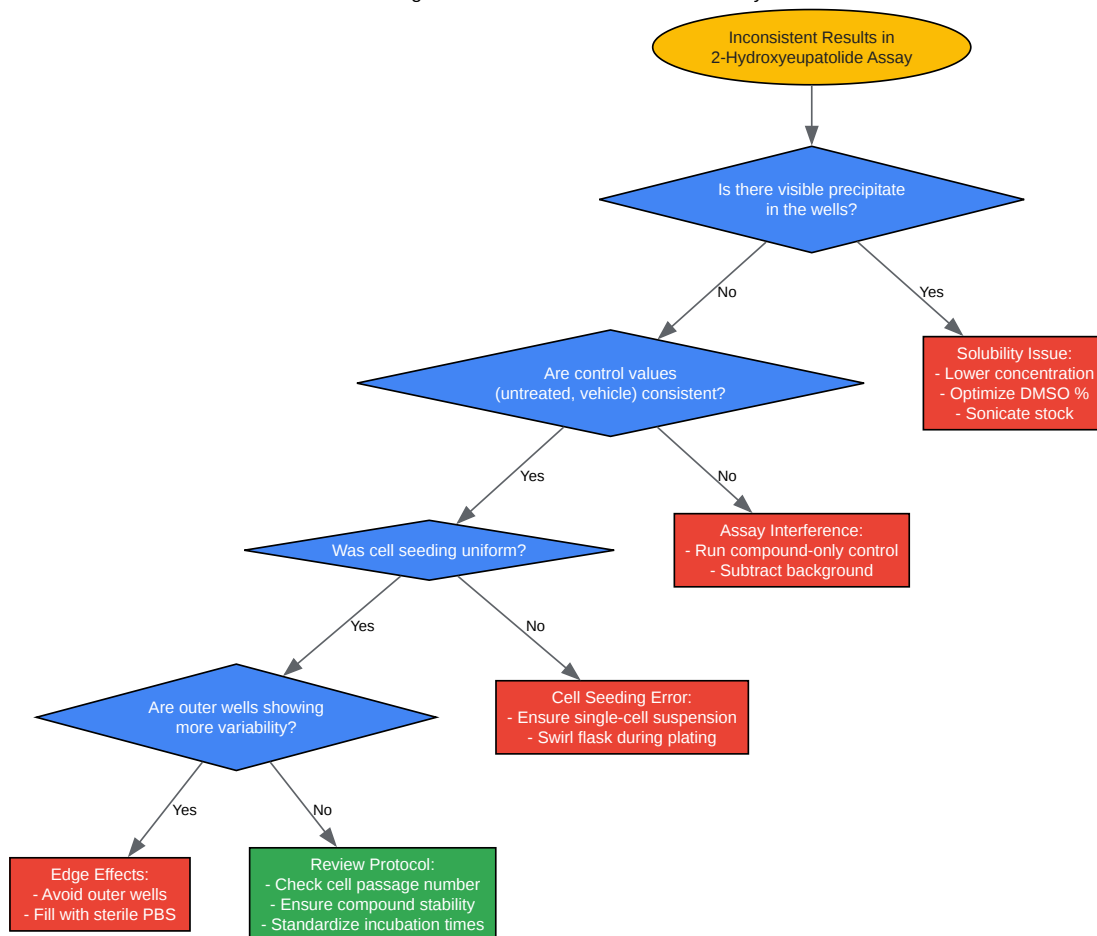 Inconsistent Results in
2-Hydroxyeupatolide Assay
Is there visible precipitate
in the wells?
No
Yes
Solubility Issue:
- Lower concentration
- Optimize DMSO %
- Sonicate stock
Are control values
(untreated, vehicle) consistent?
Yes
No
Assay Interference:
- Run compound-only control
- Subtract background
Was cell seeding uniform?
Yes
No
Cell Seeding Error:
- Ensure single-cell suspension
- Swirl flask during plating
Are outer wells showing
more variability?
Yes
No
Edge Effects:
- Avoid outer wells
- Fill with sterile PBS
Review Protocol:
- Check cell passage number
- Ensure compound stability
- Standardize incubation times